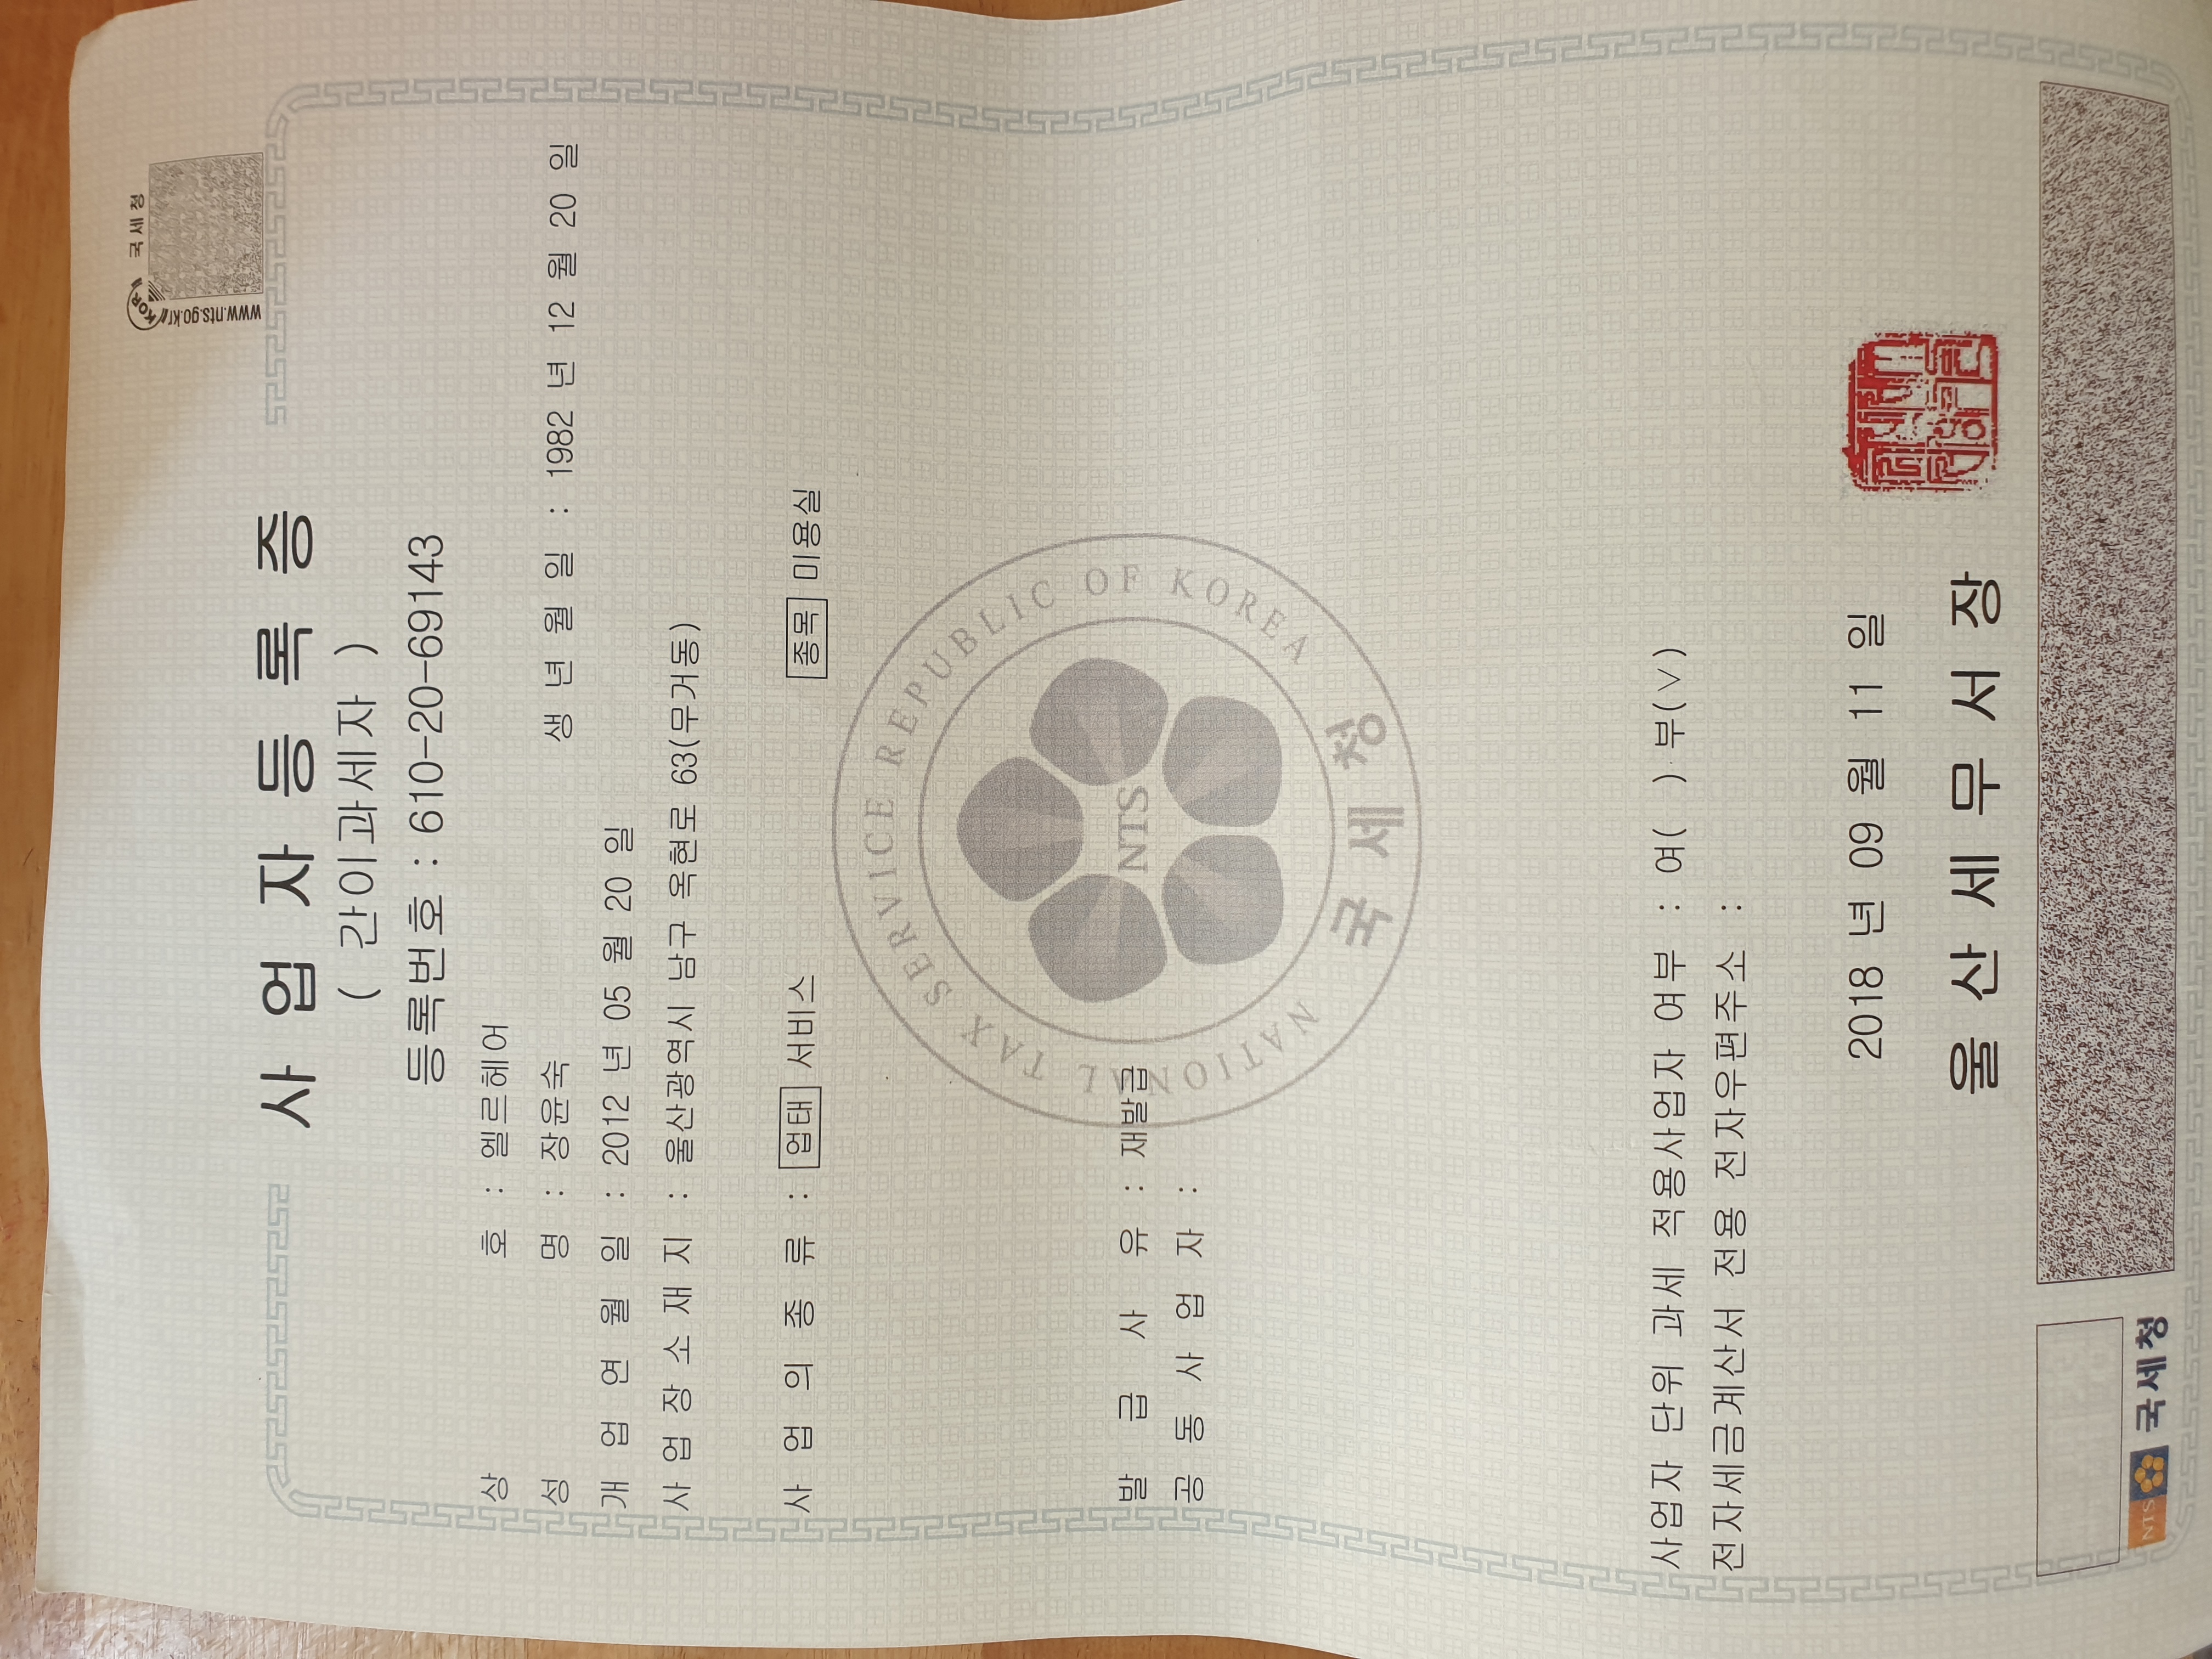 국세청
KOR
www.nts.go.kr
사업자등록증
( 간이과세자 )
등록번호 : 610-20-69143
상 호 : 엘르헤어
성 명 : 장윤숙 생 년 월 일 : 1982 년 12 월 20 일
개 업 연 월 일 : 2012 년 05 월 20 일
사 업 장 소 재 지 : 울산광역시 남구 옥현로 63(무거동)
사 업 의 종 류 : 업태 서비스 종목 미용실
NATIONAL TAX SERVICE REPUBLIC OF KOREA
NTS
국세청
발 급 사 유 : 재발급
공 동 사 업 자 :
사업자 단위 과세 적용사업자 여부 : 여( ) 부(∨)
전자세금계산서 전용 전자우편주소 :
2018 년 09 월 11 일
울 산 세 무 서 장
NTS 국세청